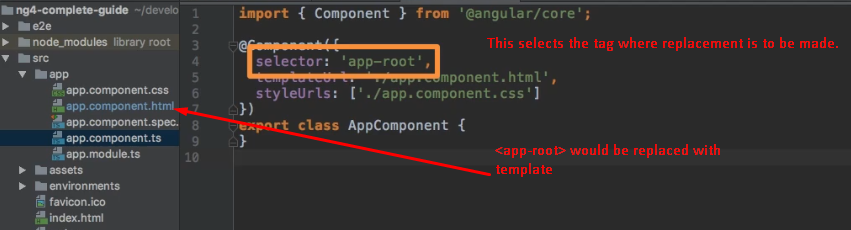 ng4-complete-guide ~/develo
e2e
node_modules library root
src
app
app.component.css
app.component.html
app.component.spec.
app.component.ts
app.module.ts
assets
environments
favicon.ico
index.html
1 import { Component } from '@angular/core';
2
3 @Component({
4 selector: 'app-root',
5 templateUrl: './app.component.html',
6 styleUrls: ['./app.component.css']
7 })
8 export class AppComponent {
9 }
10
This selects the tag where replacement is to be made.
<app-root> would be replaced with
template